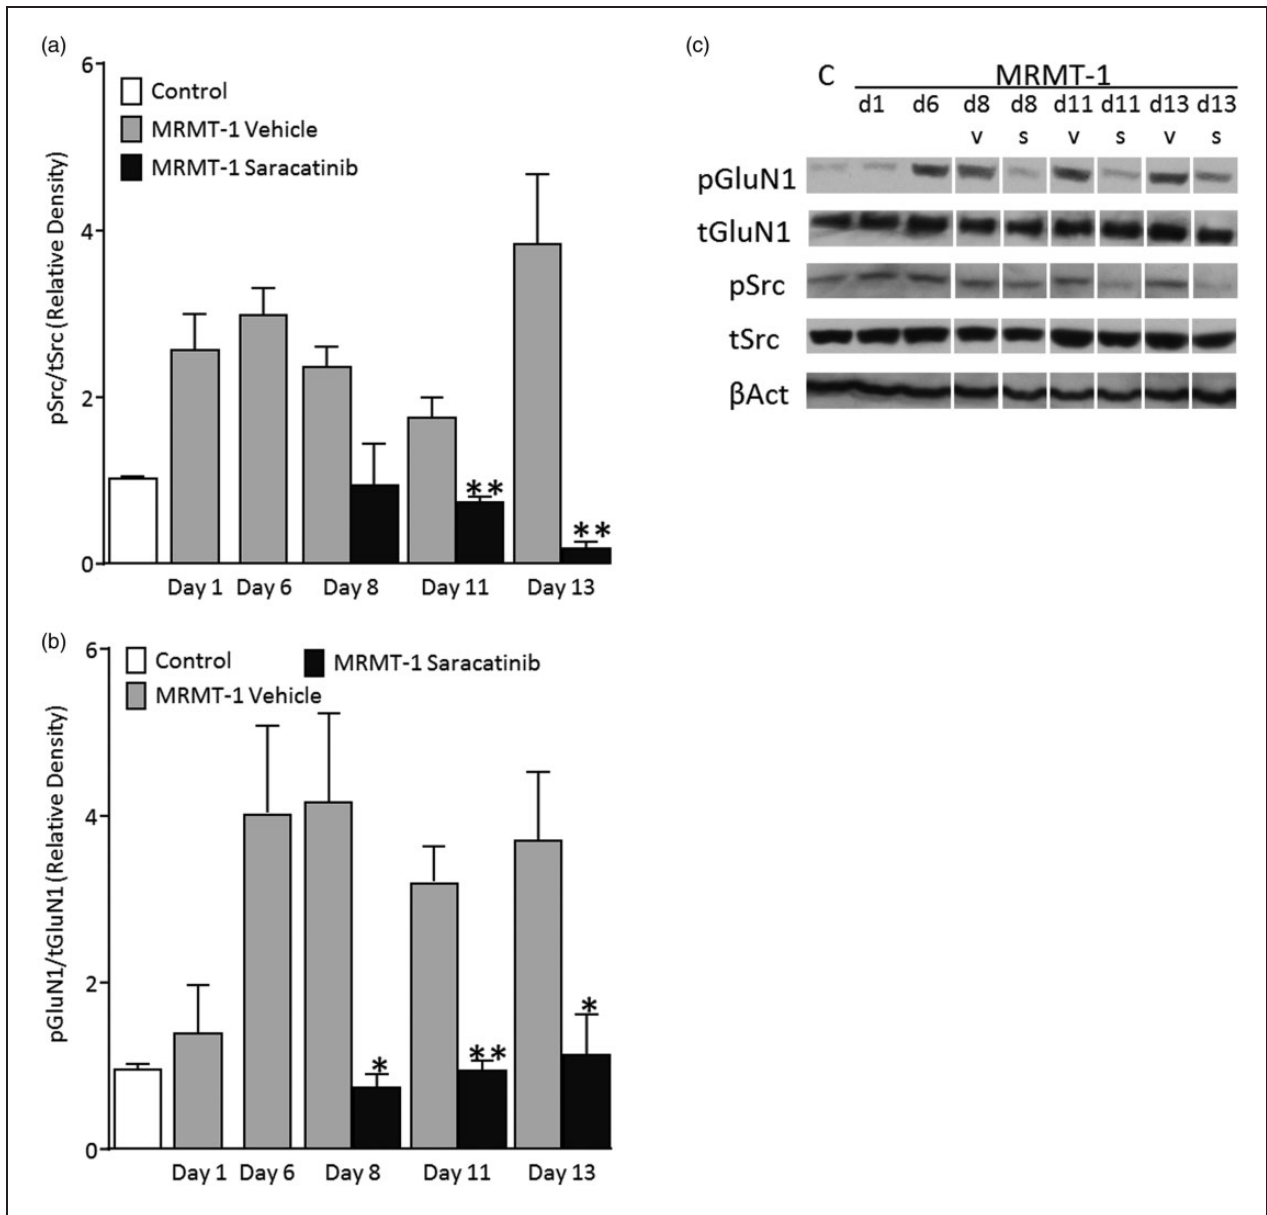 (a)
6
4
2
0
pSrc/tSrc (Relative Density)
Control
MRMT-1 Vehicle
MRMT-1 Saracatinib
**
**
Day 1 Day 6 Day 8 Day 11 Day 13
(b)
6
4
2
0
pGluN1/tGluN1 (Relative Density)
Control MRMT-1 Saracatinib
MRMT-1 Vehicle
*
**
*
Day 1 Day 6 Day 8 Day 11 Day 13
(c)
C MRMT-1
d1 d6 d8 d8 d11 d11 d13 d13
v s v s v s
pGluN1
tGluN1
pSrc
tSrc
βAct